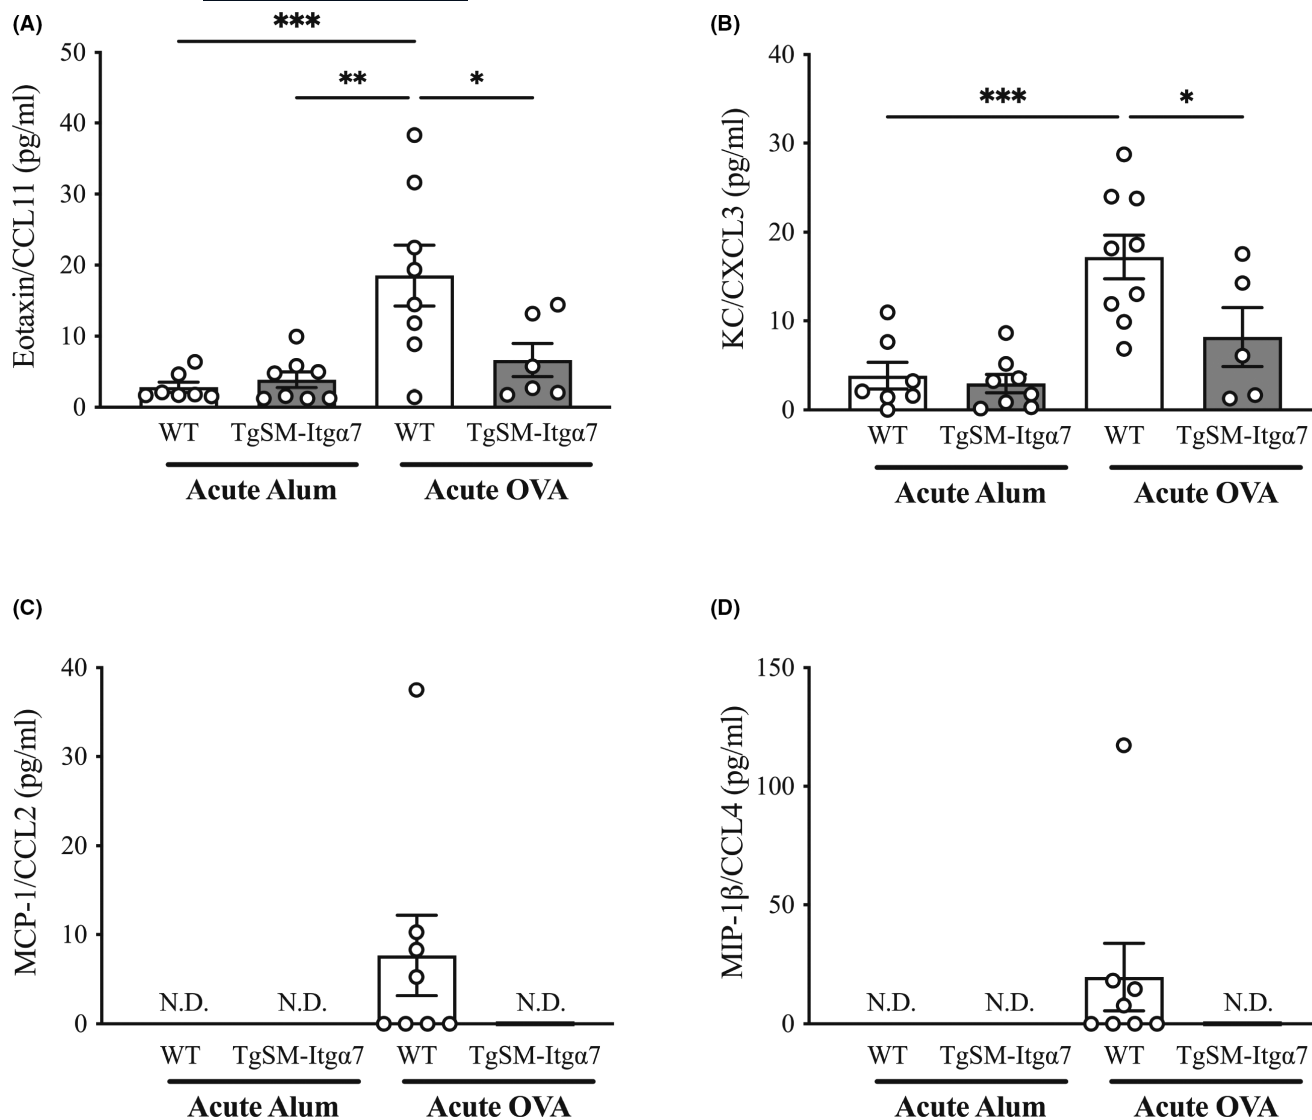 (A)
***
**
*
Eotaxin/CCL11 (pg/ml)
50
40
30
20
10
0
WT TgSM-Itgα7 WT TgSM-Itgα7
Acute Alum Acute OVA
(B)
***
*
KC/CXCL3 (pg/ml)
40
30
20
10
0
WT TgSM-Itgα7 WT TgSM-Itgα7
Acute Alum Acute OVA
(C)
MCP-1/CCL2 (pg/ml)
40
30
20
10
0
N.D. N.D. N.D.
WT TgSM-Itgα7 WT TgSM-Itgα7
Acute Alum Acute OVA
(D)
MIP-1β/CCL4 (pg/ml)
150
100
50
0
N.D. N.D. N.D.
WT TgSM-Itgα7 WT TgSM-Itgα7
Acute Alum Acute OVA